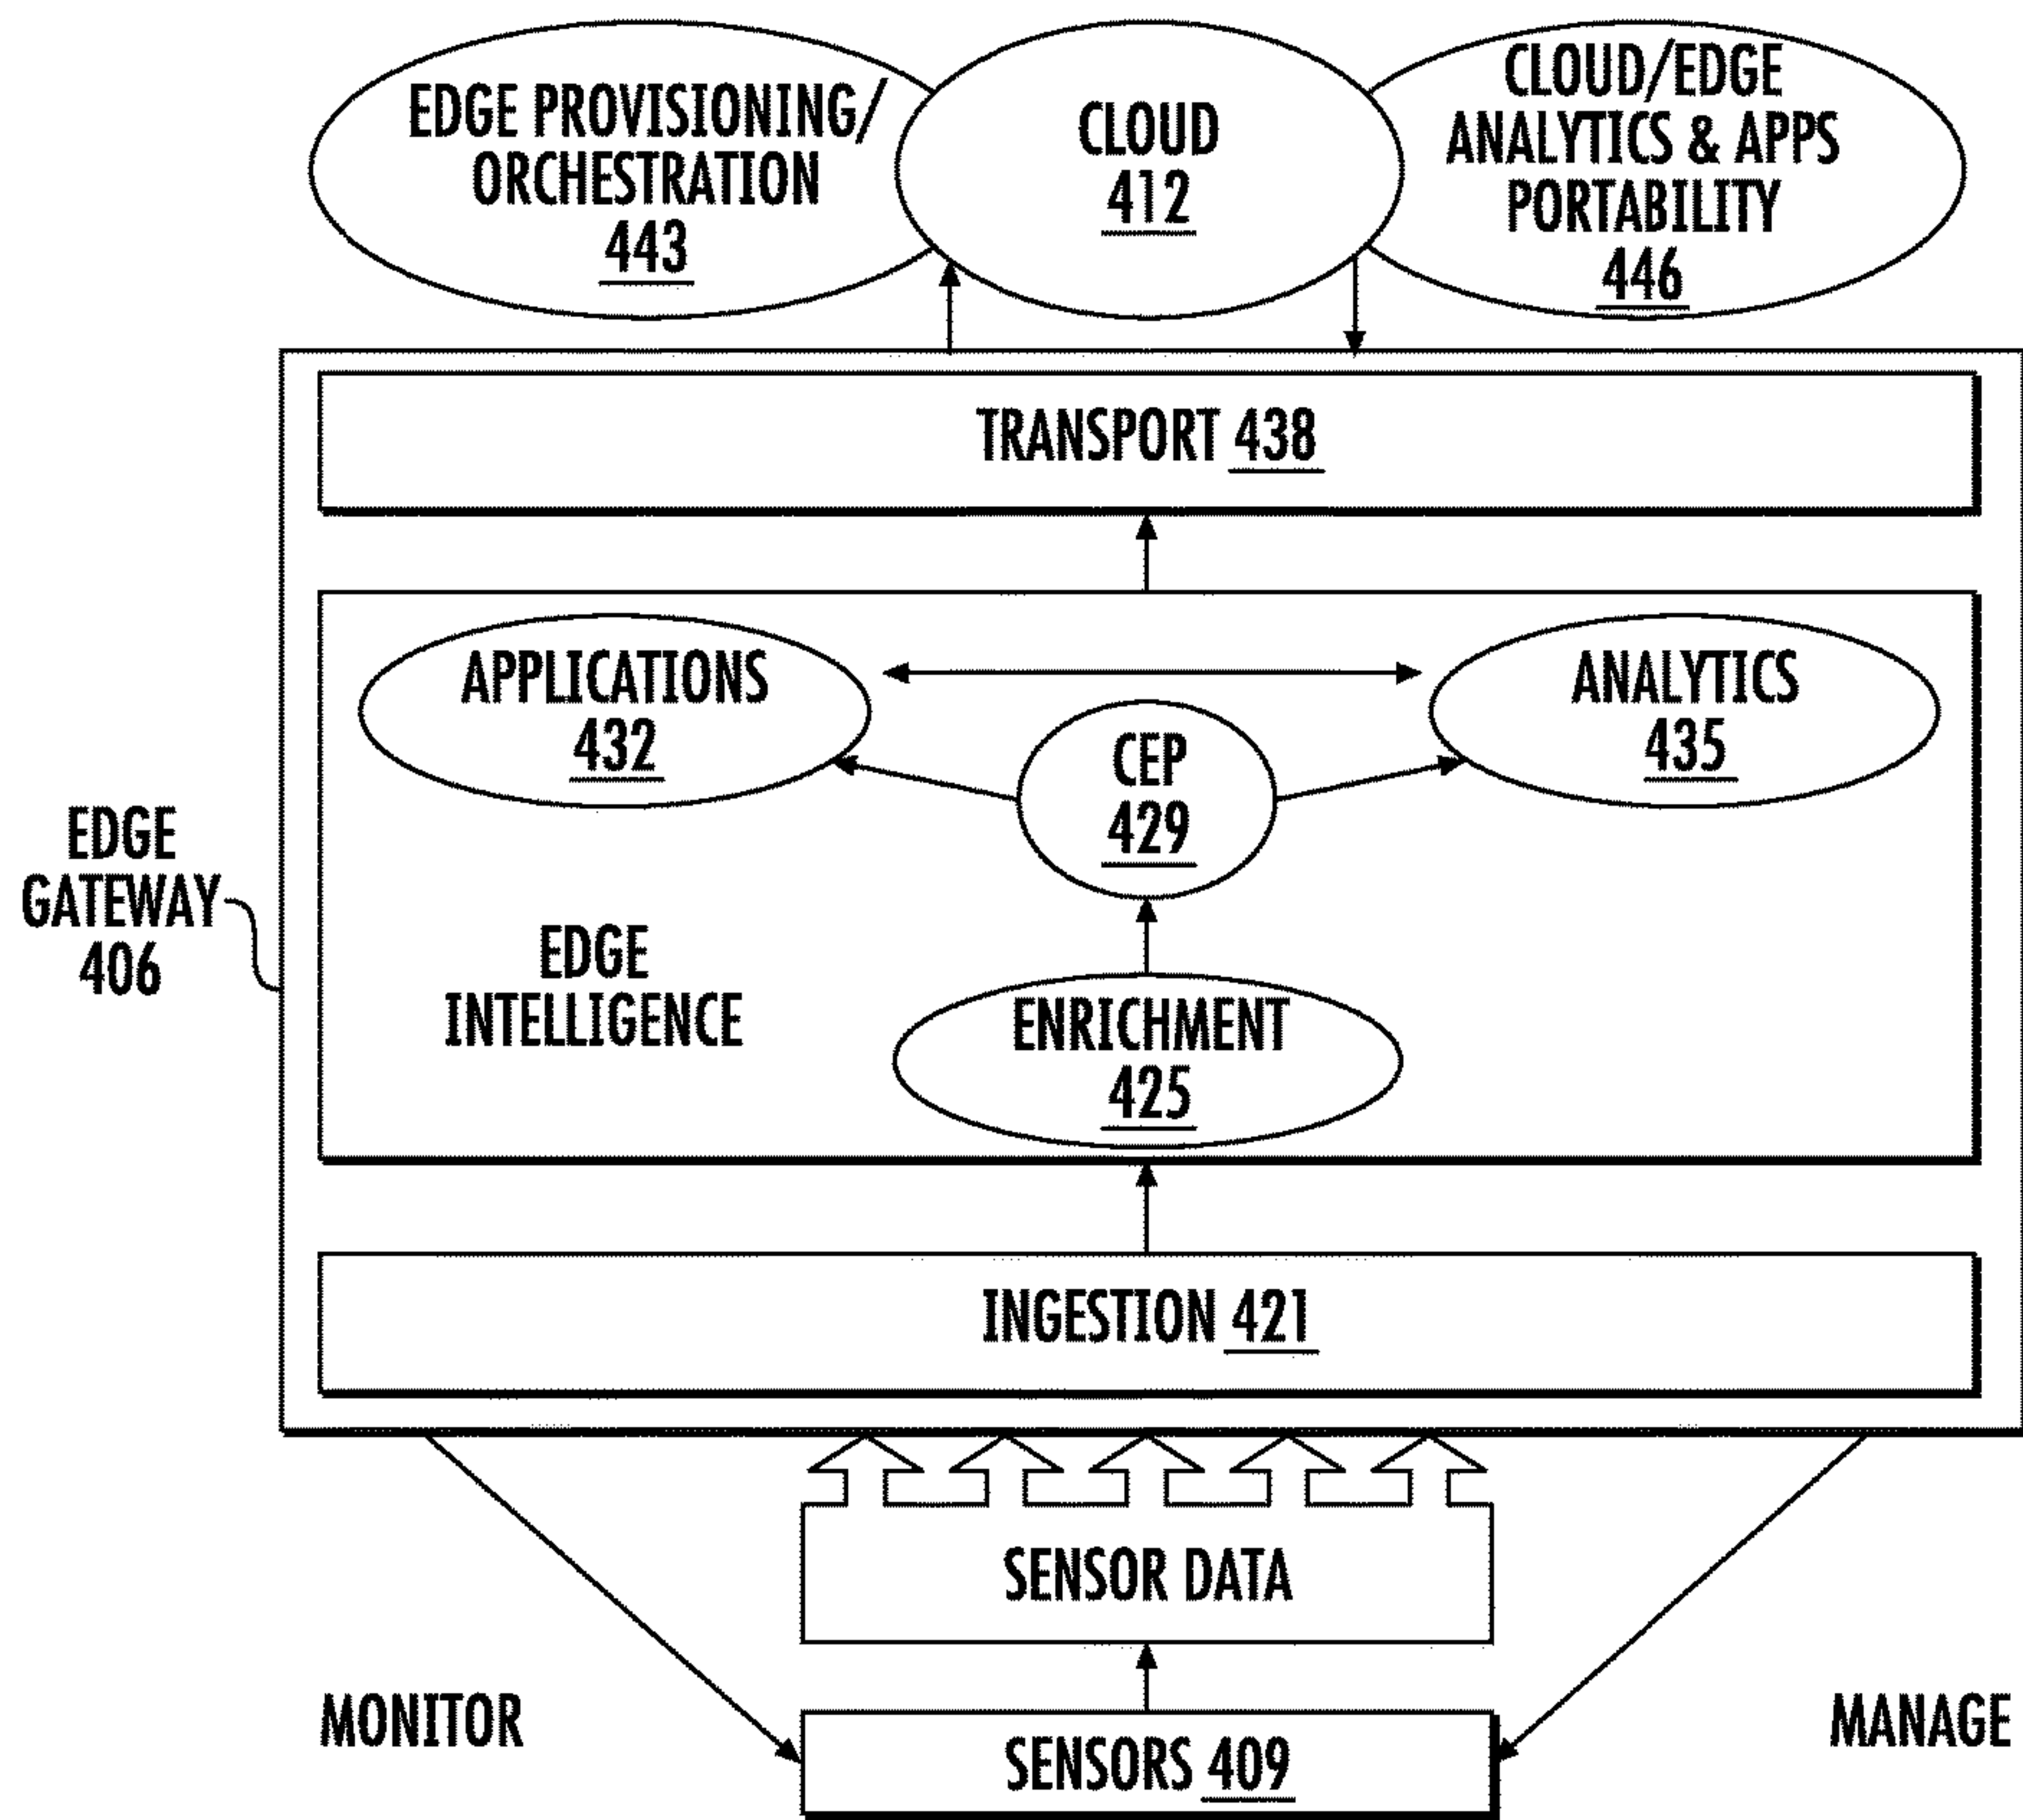 EDGE PROVISIONING/
ORCHESTRATION
443
CLOUD
412
CLOUD/EDGE
ANALYTICS & APPS
PORTABILITY
446
TRANSPORT 438
APPLICATIONS
432
ANALYTICS
435
CEP
429
EDGE
GATEWAY
406
EDGE
INTELLIGENCE
ENRICHMENT
425
INGESTION 421
SENSOR DATA
MONITOR
MANAGE
SENSORS 409